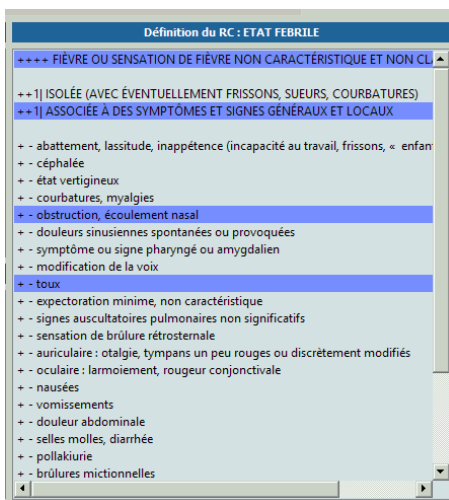 Définition du RC : ETAT FEBRILE
++++ FIÈVRE OU SENSATION DE FIÈVRE NON CARACTÉRISTIQUE ET NON
++1| ISOLÉE (AVEC ÉVENTUELLEMENT FRISSONS, SUEURS, COURBATURES)
++1| ASSOCIÉE À DES SYMPTÔMES ET SIGNES GÉNÉRAUX ET LOCAUX
+ - abattement, lassitude, inappétence (incapacité au travail, frissons, «
+ - céphalée
+ - état vertigineux
+ - courbatures, myalgies
+ - obstruction, écoulement nasal
+ - douleurs sinusiennes spontanées ou provoquées
+ - symptôme ou signe pharyngé ou amygdalien
+ - modification de la voix
+ - toux
+ - expectoration minime, non caractéristique
+ - signes auscultatoires pulmonaires non significatifs
+ - sensation de brûlure rétrosternale
+ - auriculaire : otalgie, tympans un peu rouges ou discrètement modifiés
+ - oculaire : larmoiement, rougeur conjonctivale
+ - nausées
+ - vomissements
+ - douleur abdominale
+ - selles molles, diarrhée
+ - pollakiurie
+ - brûlures mictionnelles